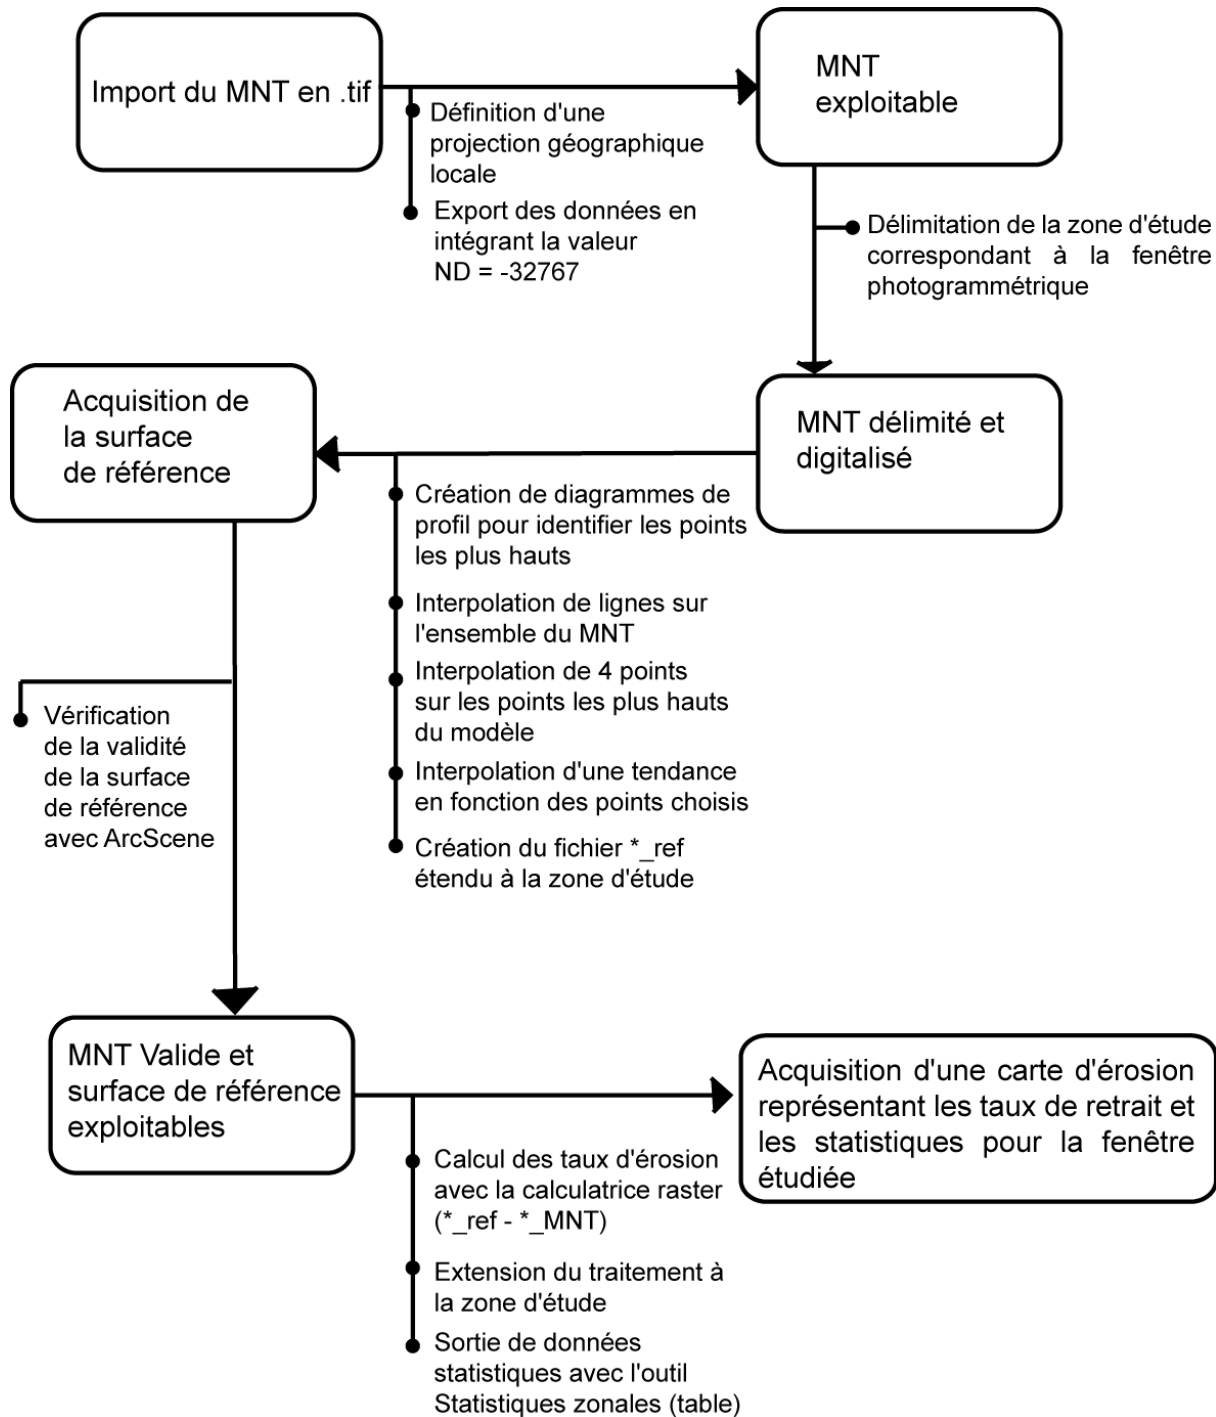 Import du MNT en .tif
MNT
exploitable
Définition d'une
projection géographique
locale
Export des données en
intégrant la valeur
ND = -32767
Délimitation de la zone d'étude
correspondant à la fenêtre
photogrammétrique
MNT délimité et
digitalisé
Acquisition de
la surface
de référence
Création de diagrammes de
profil pour identifier les points
les plus hauts
Interpolation de lignes sur
l'ensemble du MNT
Interpolation de 4 points
sur les points les plus hauts
du modèle
Interpolation d'une tendance
en fonction des points choisis
Création du fichier *_ref
étendu à la zone d'étude
Vérification
de la validité
de la surface
de référence
avec ArcScene
MNT Valide et
surface de référence
exploitables
Calcul des taux d'érosion
avec la calculatrice raster
(*_ref - *_MNT)
Extension du traitement à
la zone d'étude
Sortie de données
statistiques avec l'outil
Statistiques zonales (table)
Acquisition d'une carte d'érosion
représentant les taux de retrait et
les statistiques pour la fenêtre
étudiée